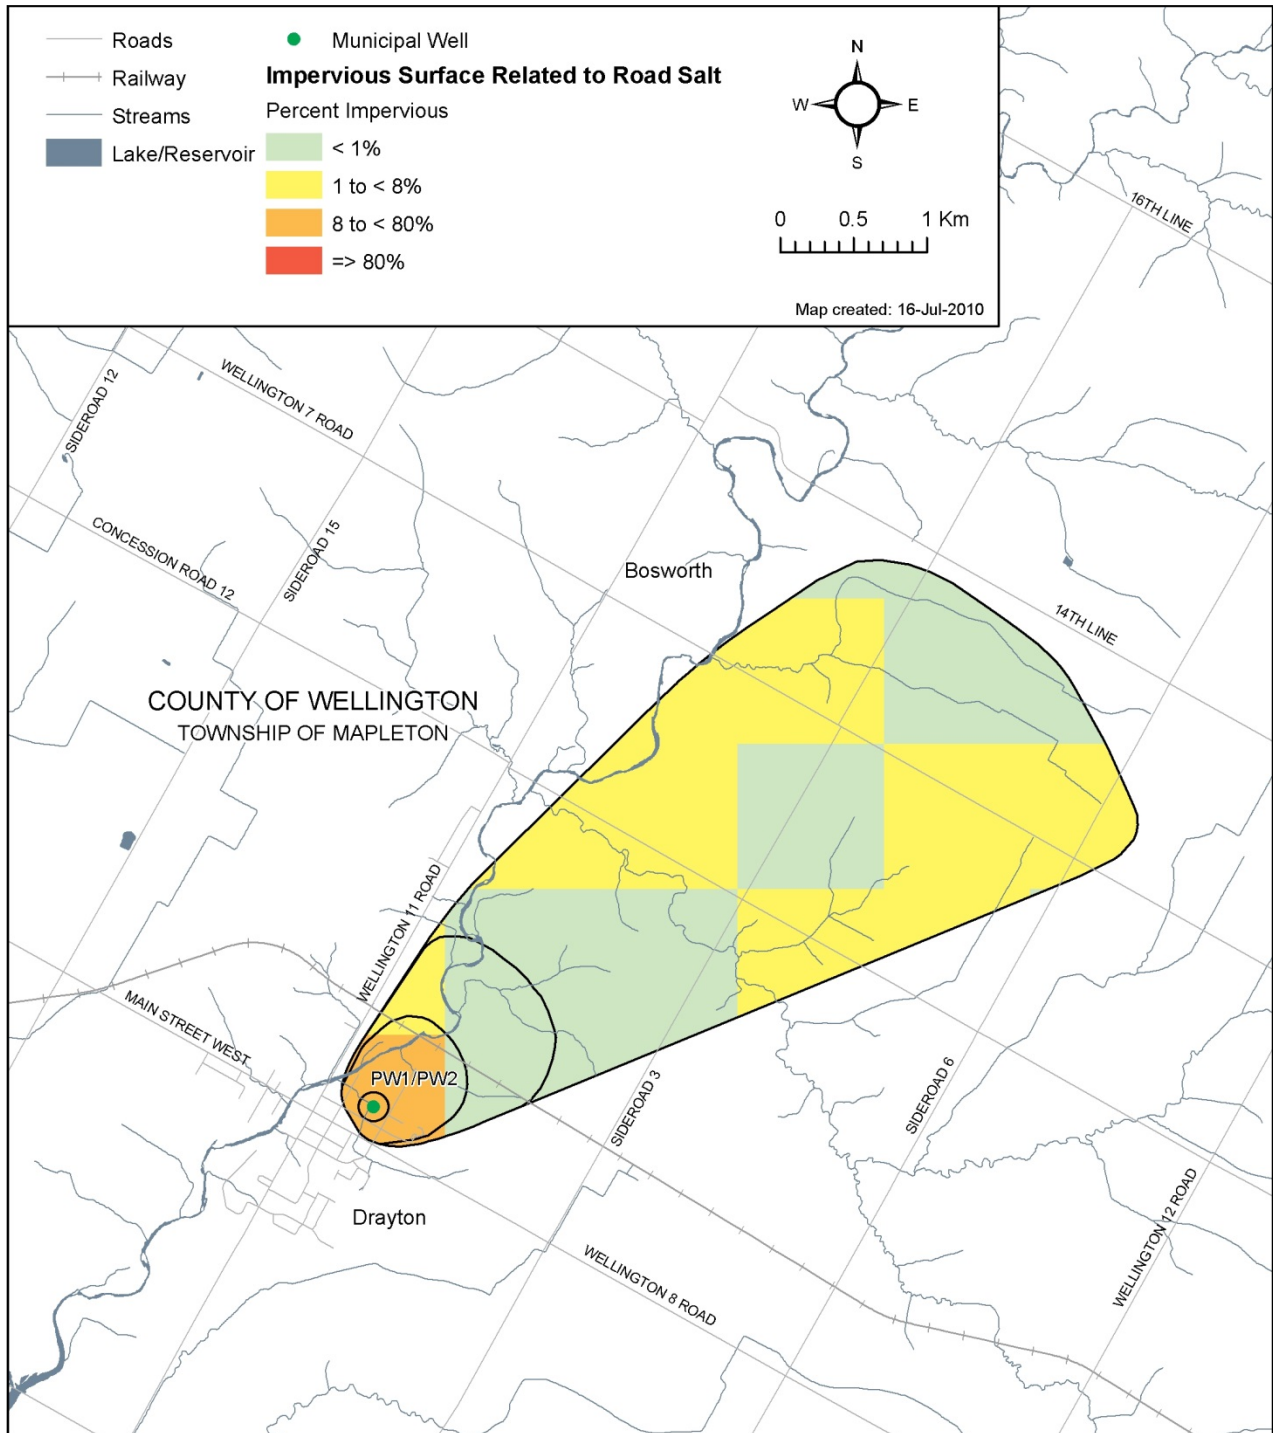 Roads
Railway
Streams
Lake/Reservoir
Municipal Well
Impervious Surface Related to Road Salt
Percent Impervious
< 1%
1 to < 8%
8 to < 80%
=> 80%
N
W E
S
0 0.5 1 Km
Map created: 16-Jul-2010
16TH LINE
SIDEROAD 12
WELLINGTON 7 ROAD
CONCESSION ROAD 12
SIDEROAD 15
Bosworth
14TH LINE
COUNTY OF WELLINGTON
TOWNSHIP OF MAPLETON
WELLINGTON 11 ROAD
MAIN STREET WEST
PW1/PW2
SIDEROAD 3
SIDEROAD 6
Drayton
WELLINGTON 8 ROAD
WELLINGTON 12 ROAD